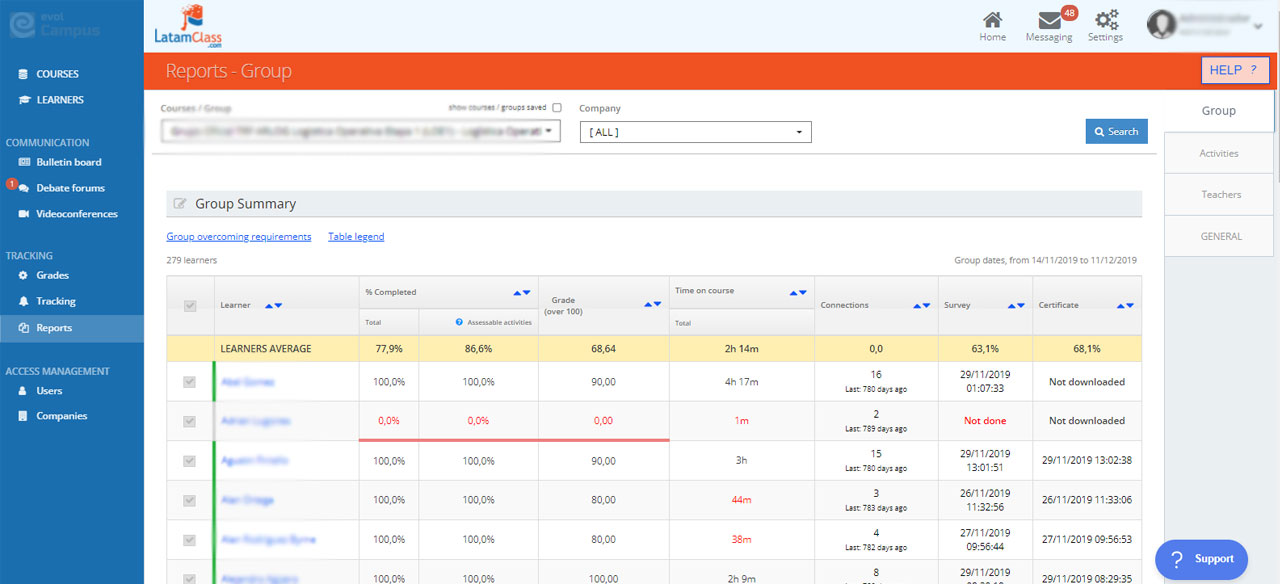 evol
Campus
LatamClass
.com
Home
Messaging
48
Settings
COURSES
LEARNERS
COMMUNICATION
Bulletin board
1
Debate forums
Videoconferences
TRACKING
Grades
Tracking
Reports
ACCESS MANAGEMENT
Users
Companies
Reports - Group
HELP ?
Courses / Group
show courses / groups saved
Company
[ ALL ]
Search
Group
Activities
Teachers
GENERAL
Group Summary
Group overcoming requirements Table legend
279 learners
Group dates, from 14/11/2019 to 11/12/2019
Learner
% Completed
Total
? Assessable activities
Grade
(over 100)
Time on course
Total
Connections
Survey
Certificate
LEARNERS AVERAGE 77,9% 86,6% 68,64 2h 14m 0,0 63,1% 68,1%
100,0% 100,0% 90,00 4h 17m
16
Last: 780 days ago
29/11/2019
01:07:33
Not downloaded
0,0% 0,0% 0,00 1m
2
Last: 789 days ago
Not done
Not downloaded
100,0% 100,0% 90,00 3h
15
Last: 780 days ago
29/11/2019
13:01:51
29/11/2019 13:02:38
100,0% 100,0% 80,00 44m
3
Last: 783 days ago
26/11/2019
11:32:56
26/11/2019 11:33:06
100,0% 100,0% 80,00 38m
4
Last: 782 days ago
27/11/2019
09:56:44
27/11/2019 09:56:53
100,0% 100,0% 100,00 2h 9m
8
29/11/2019
29/11/2019 08:29:35
? Support